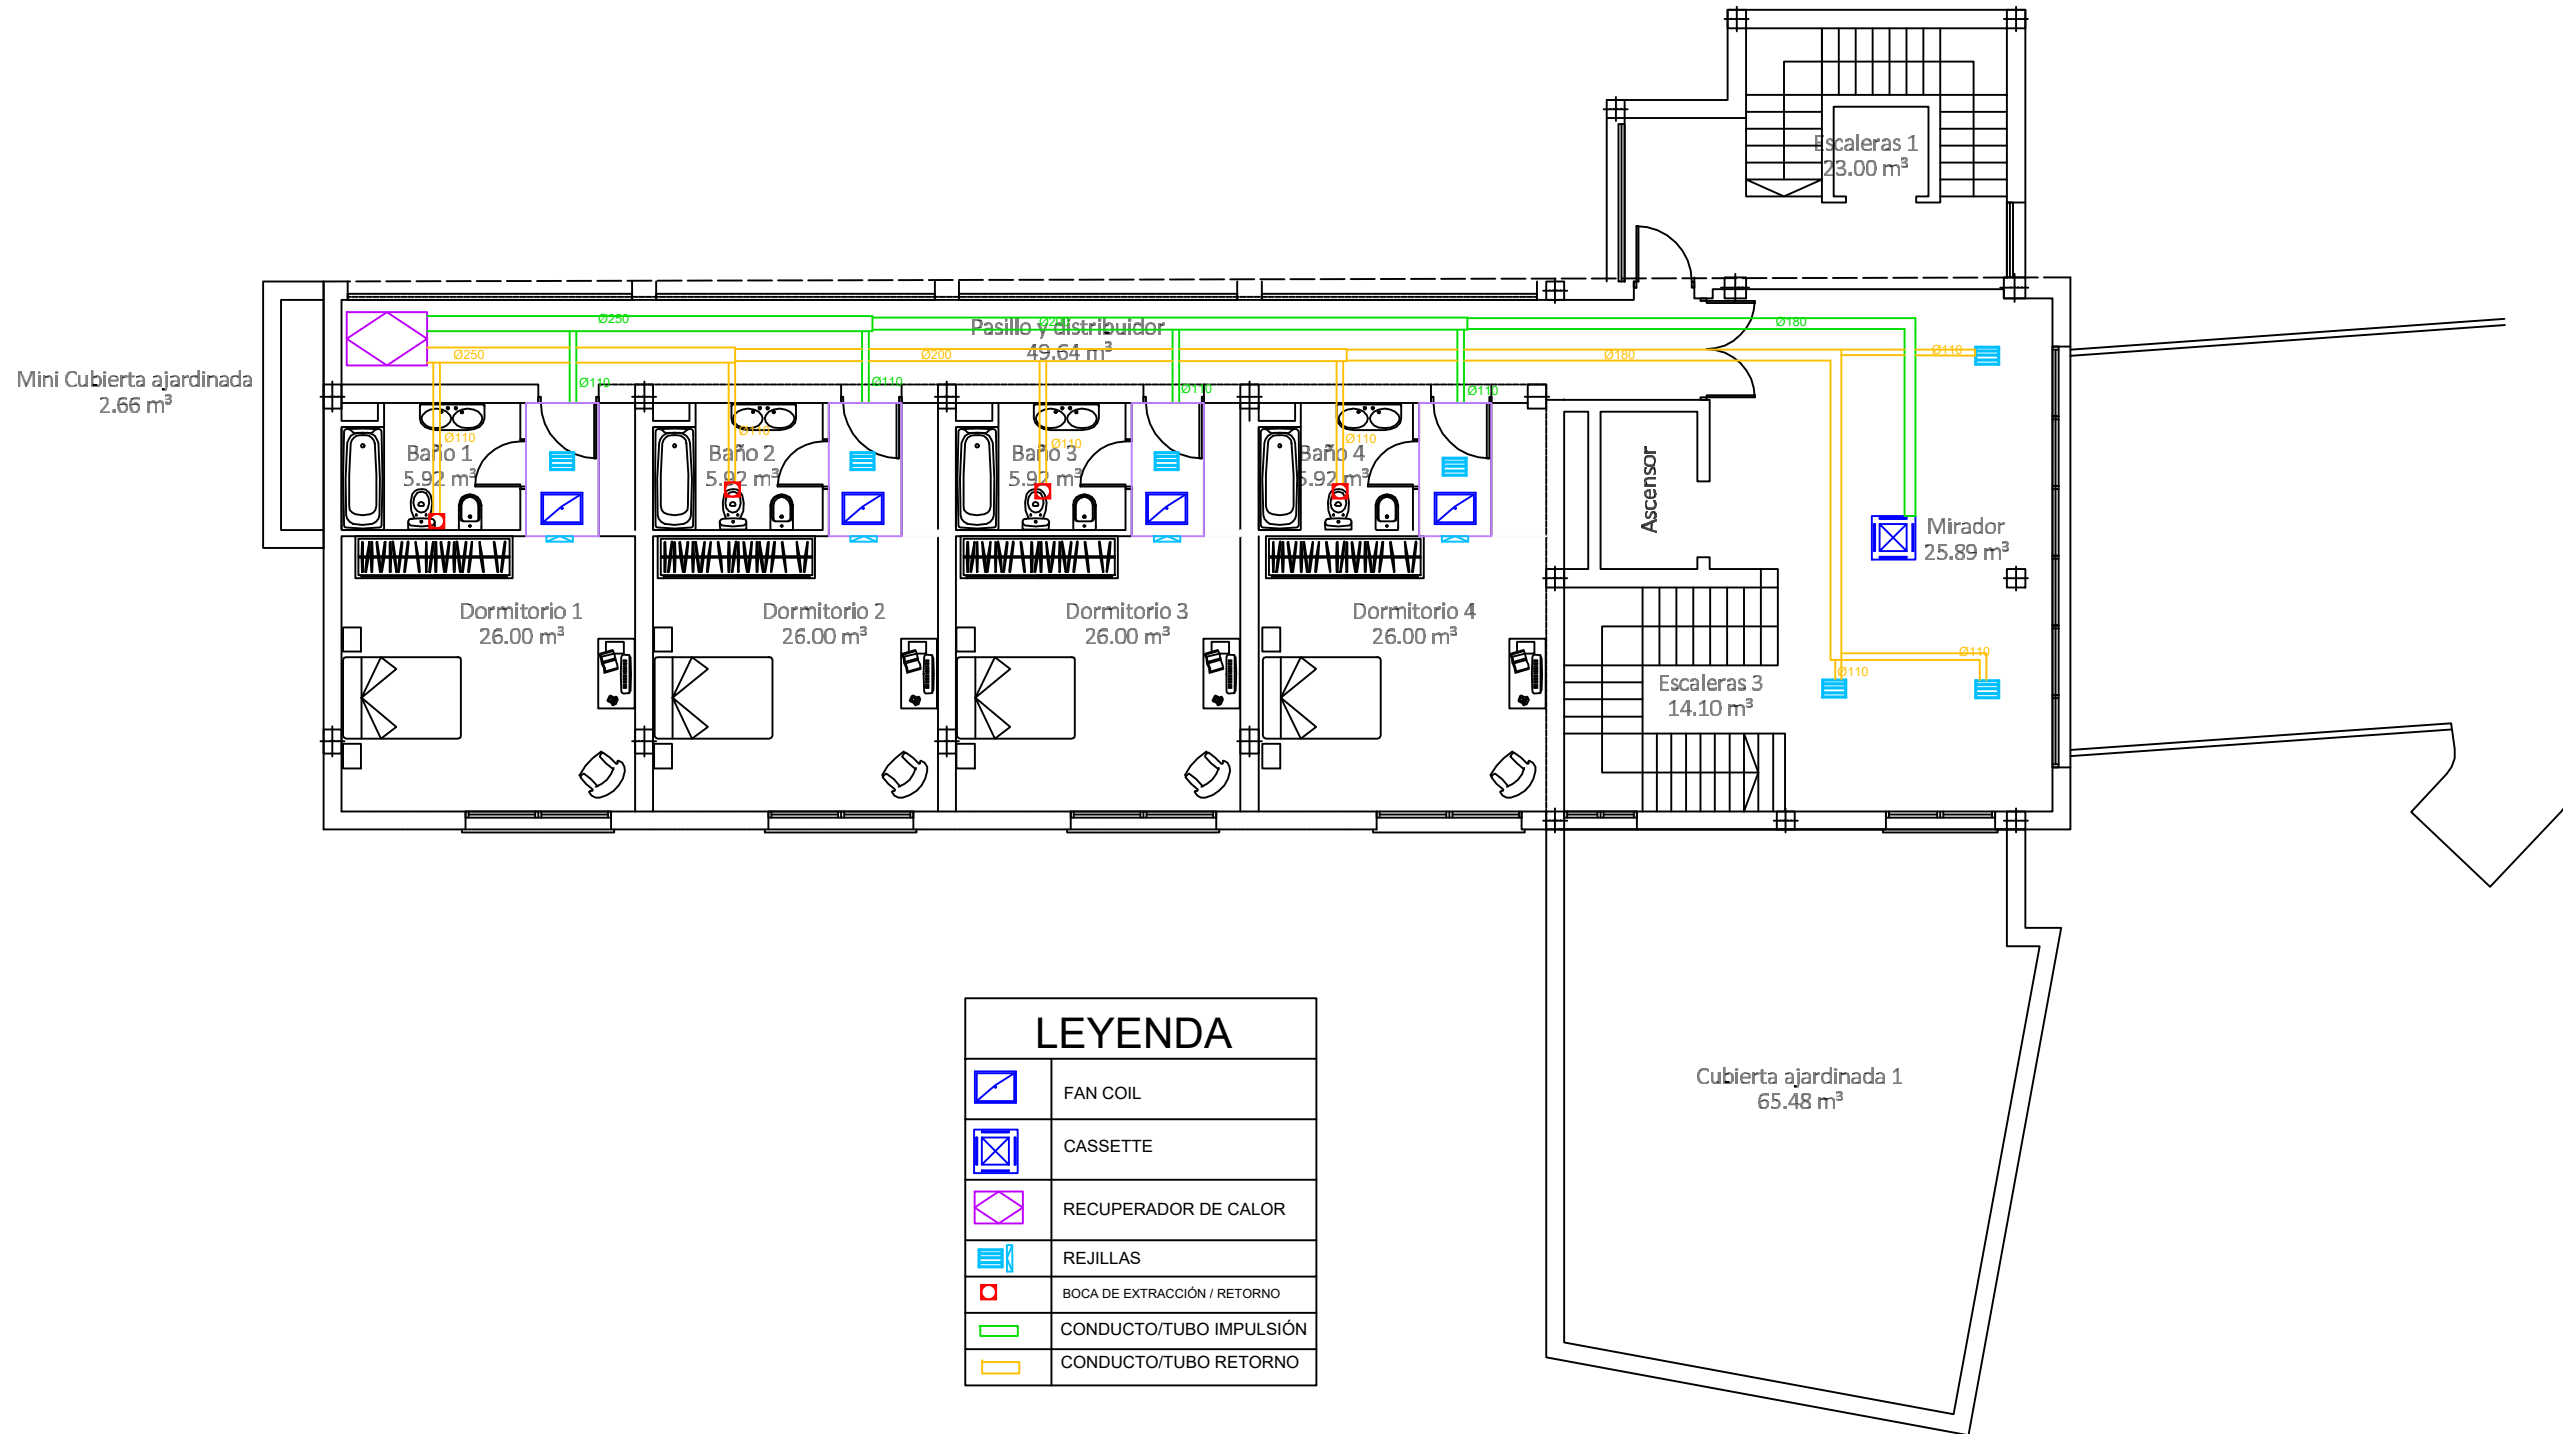 Escaleras 1
23.00 m³
Ø250
Pasillo y distribuidor
49.64 m³
Ø180
Ø250
Ø200
Ø180
Ø110
Mini Cubierta ajardinada
2.66 m³
Ø110
Ø110
Ø110
Ø110
Ø110
Ø110
Ø110
Ø110
Baño 1
5.92 m³
Baño 2
5.92 m³
Baño 3
5.92 m³
Baño 4
5.92 m³
Ascensor
Mirador
25.89 m³
Dormitorio 1
26.00 m³
Dormitorio 2
26.00 m³
Dormitorio 3
26.00 m³
Dormitorio 4
26.00 m³
Ø110
Ø110
Escaleras 3
14.10 m³
LEYENDA
FAN COIL
CASSETTE
RECUPERADOR DE CALOR
REJILLAS
BOCA DE EXTRACCIÓN / RETORNO
CONDUCTO/TUBO IMPULSIÓN
CONDUCTO/TUBO RETORNO
Cubierta ajardinada 1
65.48 m³